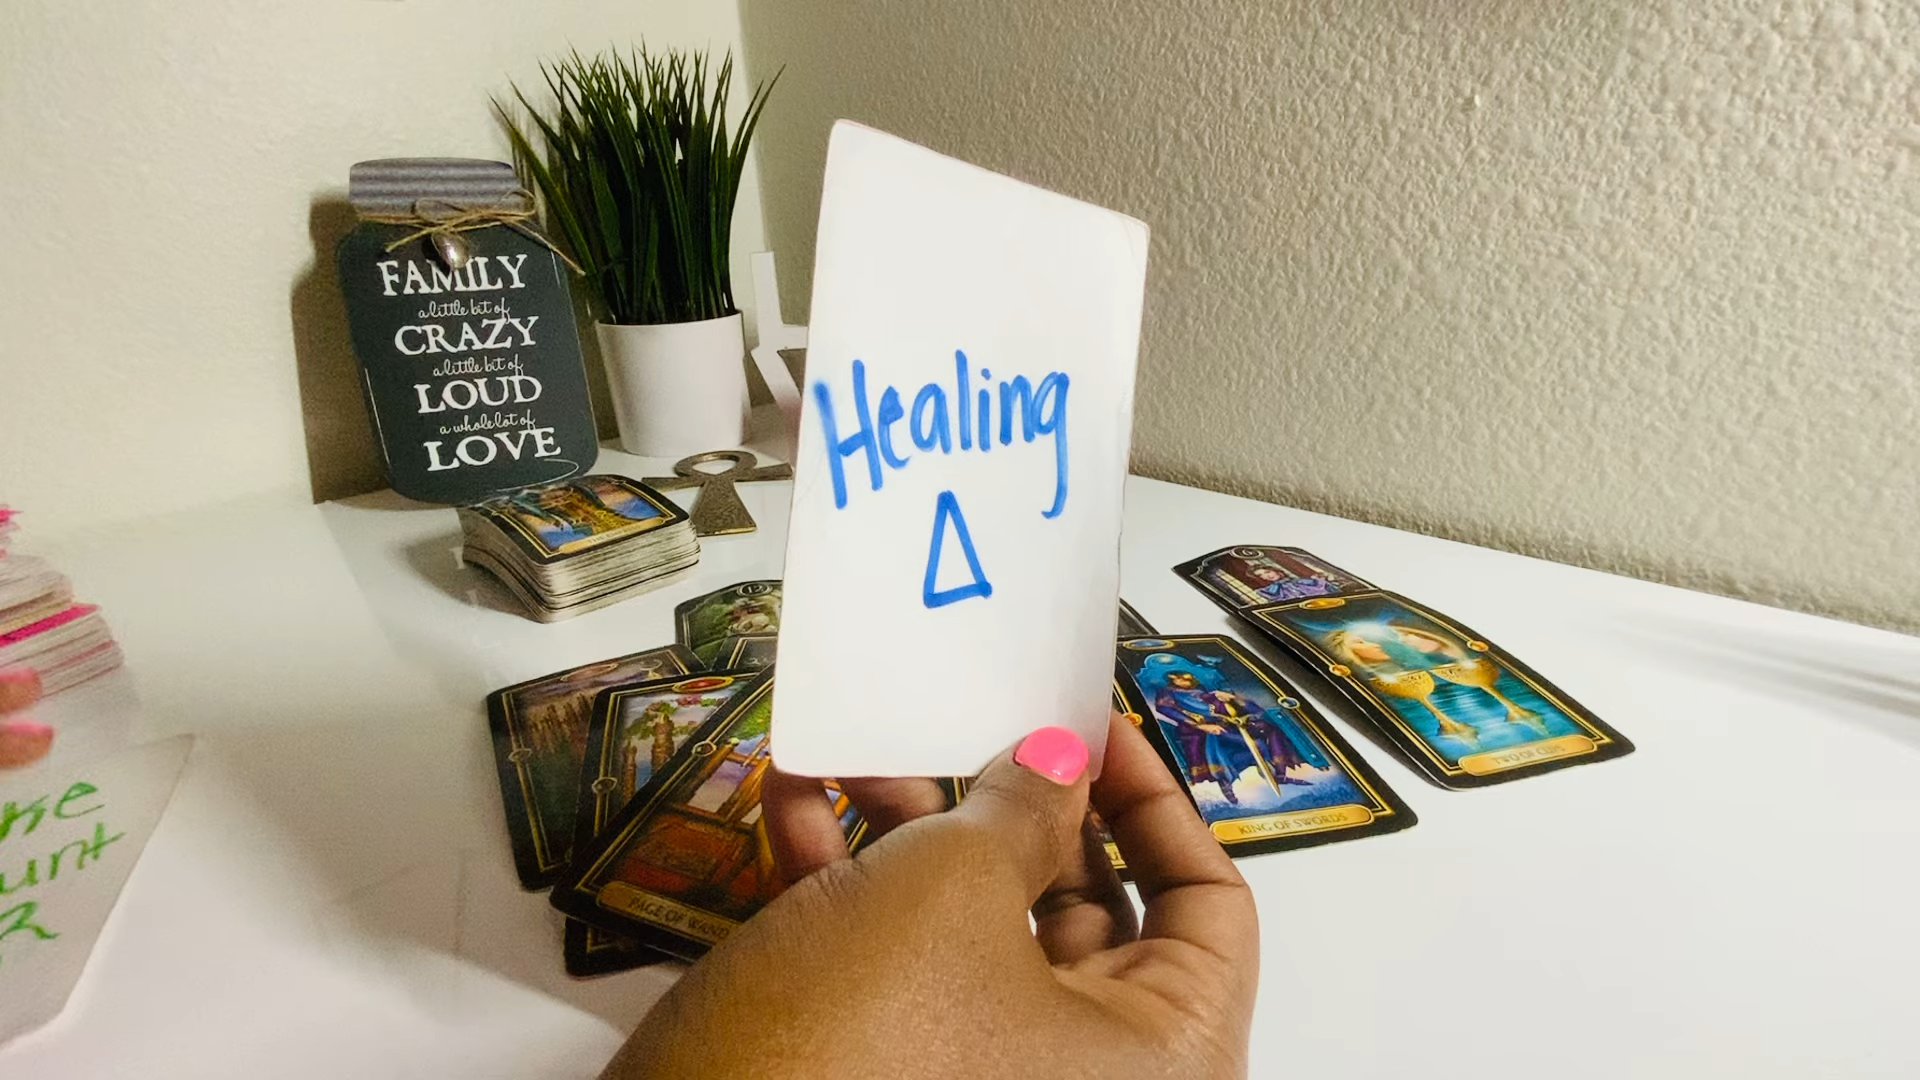 FAMILY
a little bit of
CRAZY
a little bit of
LOUD
a whole lot of
LOVE
Healing
KING OF SWORDS
TWO OF CUPS
PAGE OF WAND